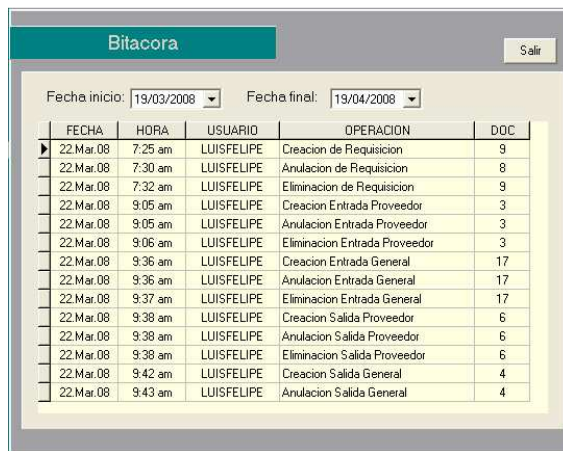 Bitacora
Salir
Fecha inicio: 19/03/2008 Fecha final: 19/04/2008
FECHA HORA USUARIO OPERACION DOC
22.Mar.08 7:25 am LUISFELIPE Creacion de Requisicion 9
22.Mar.08 7:30 am LUISFELIPE Anulacion de Requisicion 8
22.Mar.08 7:32 am LUISFELIPE Eliminacion de Requisicion 9
22.Mar.08 9:05 am LUISFELIPE Creacion Entrada Proveedor 3
22.Mar.08 9:05 am LUISFELIPE Anulacion Entrada Proveedor 3
22.Mar.08 9:06 am LUISFELIPE Eliminacion Entrada Proveedor 3
22.Mar.08 9:36 am LUISFELIPE Creacion Entrada General 17
22.Mar.08 9:36 am LUISFELIPE Anulacion Entrada General 17
22.Mar.08 9:37 am LUISFELIPE Eliminacion Entrada General 17
22.Mar.08 9:38 am LUISFELIPE Creacion Salida Proveedor 6
22.Mar.08 9:38 am LUISFELIPE Anulacion Salida Proveedor 6
22.Mar.08 9:38 am LUISFELIPE Eliminacion Salida Proveedor 6
22.Mar.08 9:42 am LUISFELIPE Creacion Salida General 4
22.Mar.08 9:43 am LUISFELIPE Anulacion Salida General 4